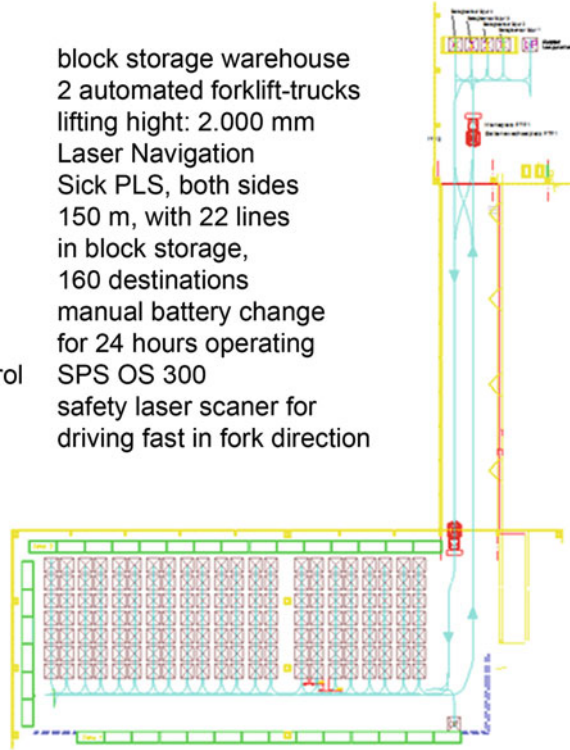 block storage warehouse
2 automated forklift-trucks
lifting hight: 2.000 mm
Laser Navigation
Sick PLS, both sides
150 m, with 22 lines
in block storage,
160 destinations
manual battery change
for 24 hours operating
rol SPS OS 300
safety laser scaner for
driving fast in fork direction